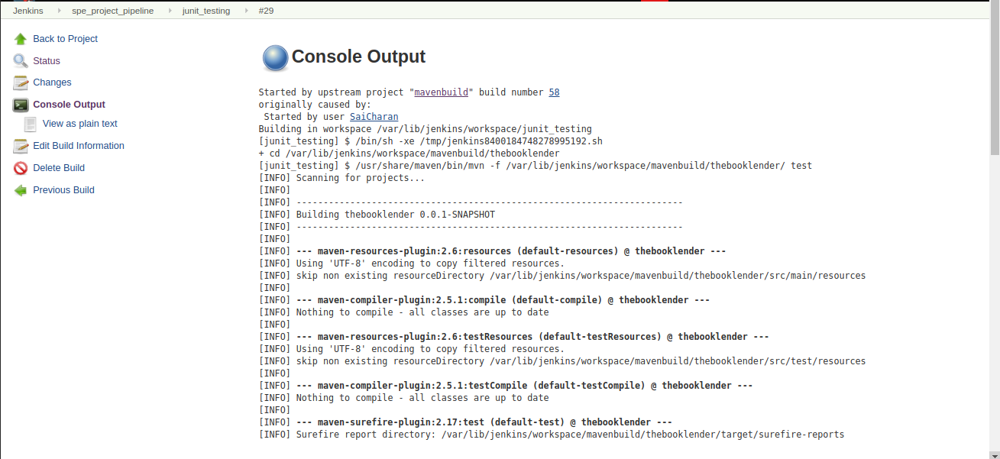 Jenkins spe_project_pipeline junit_testing #29
Back to Project
Status
Changes
Console Output
View as plain text
Edit Build Information
Delete Build
Previous Build
Console Output
Started by upstream project "mavenbuild" build number 58
originally caused by:
Started by user SaiCharan
Building in workspace /var/lib/jenkins/workspace/junit_testing
[junit_testing] $ /bin/sh -xe /tmp/jenkins8400184748278995192.sh
+ cd /var/lib/jenkins/workspace/mavenbuild/thebooklender
[junit_testing] $ /usr/share/maven/bin/mvn -f /var/lib/jenkins/workspace/mavenbuild/thebooklender/ test
[INFO] Scanning for projects...
[INFO]
[INFO] ------------------------------------------------------------------------
[INFO] Building thebooklender 0.0.1-SNAPSHOT
[INFO] ------------------------------------------------------------------------
[INFO]
[INFO] --- maven-resources-plugin:2.6:resources (default-resources) @ thebooklender ---
[INFO] Using 'UTF-8' encoding to copy filtered resources.
[INFO] skip non existing resourceDirectory /var/lib/jenkins/workspace/mavenbuild/thebooklender/src/main/resources
[INFO]
[INFO] --- maven-compiler-plugin:2.5.1:compile (default-compile) @ thebooklender ---
[INFO] Nothing to compile - all classes are up to date
[INFO]
[INFO] --- maven-resources-plugin:2.6:testResources (default-testResources) @ thebooklender ---
[INFO] Using 'UTF-8' encoding to copy filtered resources.
[INFO] skip non existing resourceDirectory /var/lib/jenkins/workspace/mavenbuild/thebooklender/src/test/resources
[INFO]
[INFO] --- maven-compiler-plugin:2.5.1:testCompile (default-testCompile) @ thebooklender ---
[INFO] Nothing to compile - all classes are up to date
[INFO]
[INFO] --- maven-surefire-plugin:2.17:test (default-test) @ thebooklender ---
[INFO] Surefire report directory: /var/lib/jenkins/workspace/mavenbuild/thebooklender/target/surefire-reports